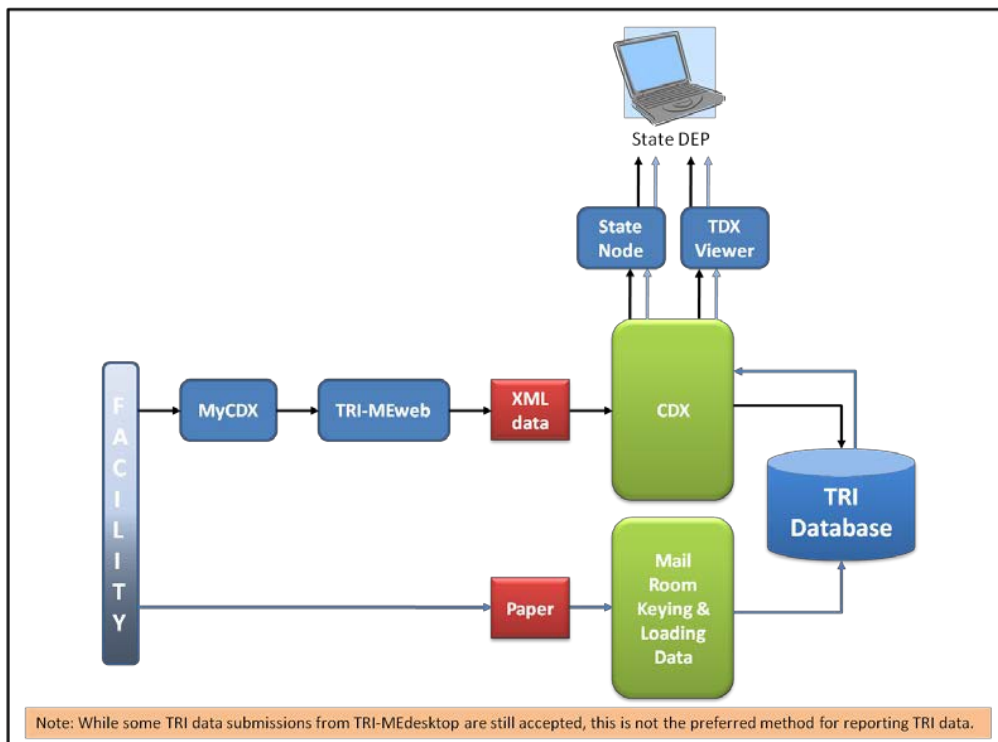 State DEP
State
Node
TDX
Viewer
FACILITY
MyCDX
TRI-MEweb
XML
data
CDX
TRI
Database
Paper
Mail
Room
Keying &
Loading
Data
Note: While some TRI data submissions from TRI-MEdesktop are still accepted, this is not the preferred method for reporting TRI data.